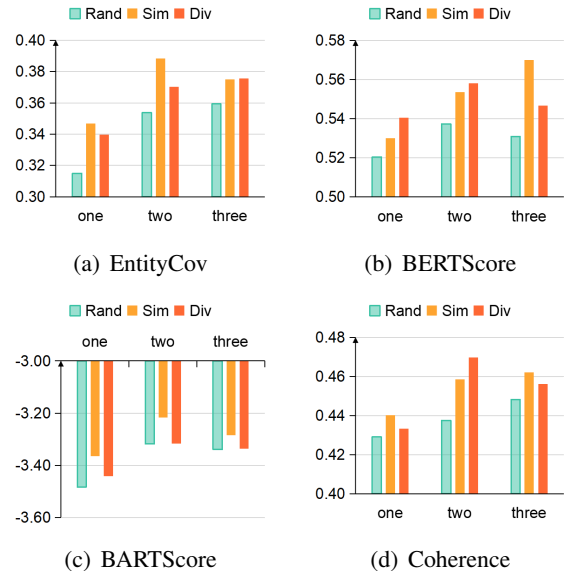 Rand Sim Div
0.40
0.38
0.36
0.34
0.32
0.30
one two three
(a) EntityCov
Rand Sim Div
0.58
0.56
0.54
0.52
0.50
one two three
(b) BERTScore
Rand Sim Div
one two three
-3.00
-3.20
-3.40
-3.60
(c) BARTScore
Rand Sim Div
0.48
0.46
0.44
0.42
0.40
one two three
(d) Coherence